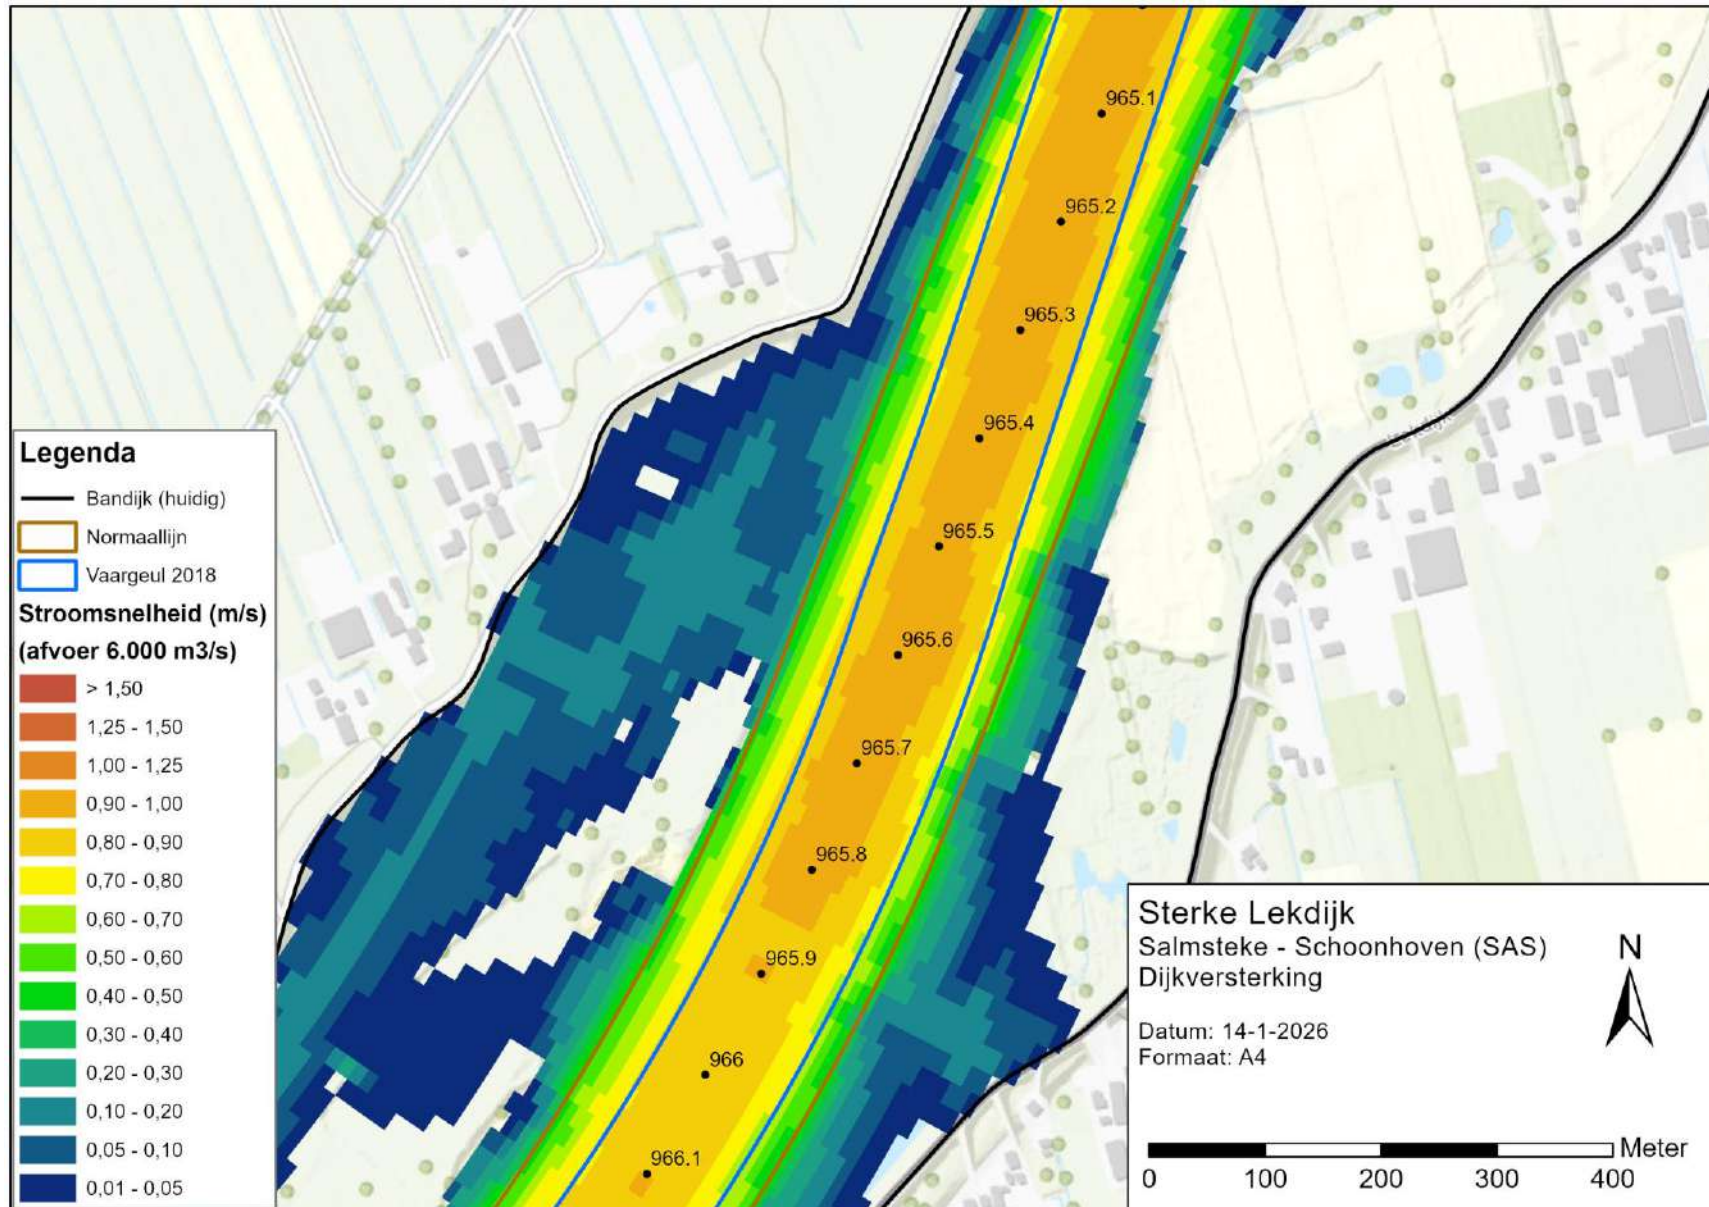 965.1
965.2
965.3
965.4
965.5
965.6
965.7
965.8
965.9
966
966.1
Legenda
Bandijk (huidig)
Normaallijn
Vaargeul 2018
Stroomsnelheid (m/s)
(afvoer 6.000 m3/s)
> 1,50
1,25 - 1,50
1,00 - 1,25
0,90 - 1,00
0,80 - 0,90
0,70 - 0,80
0,60 - 0,70
0,50 - 0,60
0,40 - 0,50
0,30 - 0,40
0,20 - 0,30
0,10 - 0,20
0,05 - 0,10
0,01 - 0,05
Sterke Lekdijk
Salmsteke - Schoonhoven (SAS)
Dijkversterking
N
Datum: 14-1-2026
Formaat: A4
Meter
0 100 200 300 400